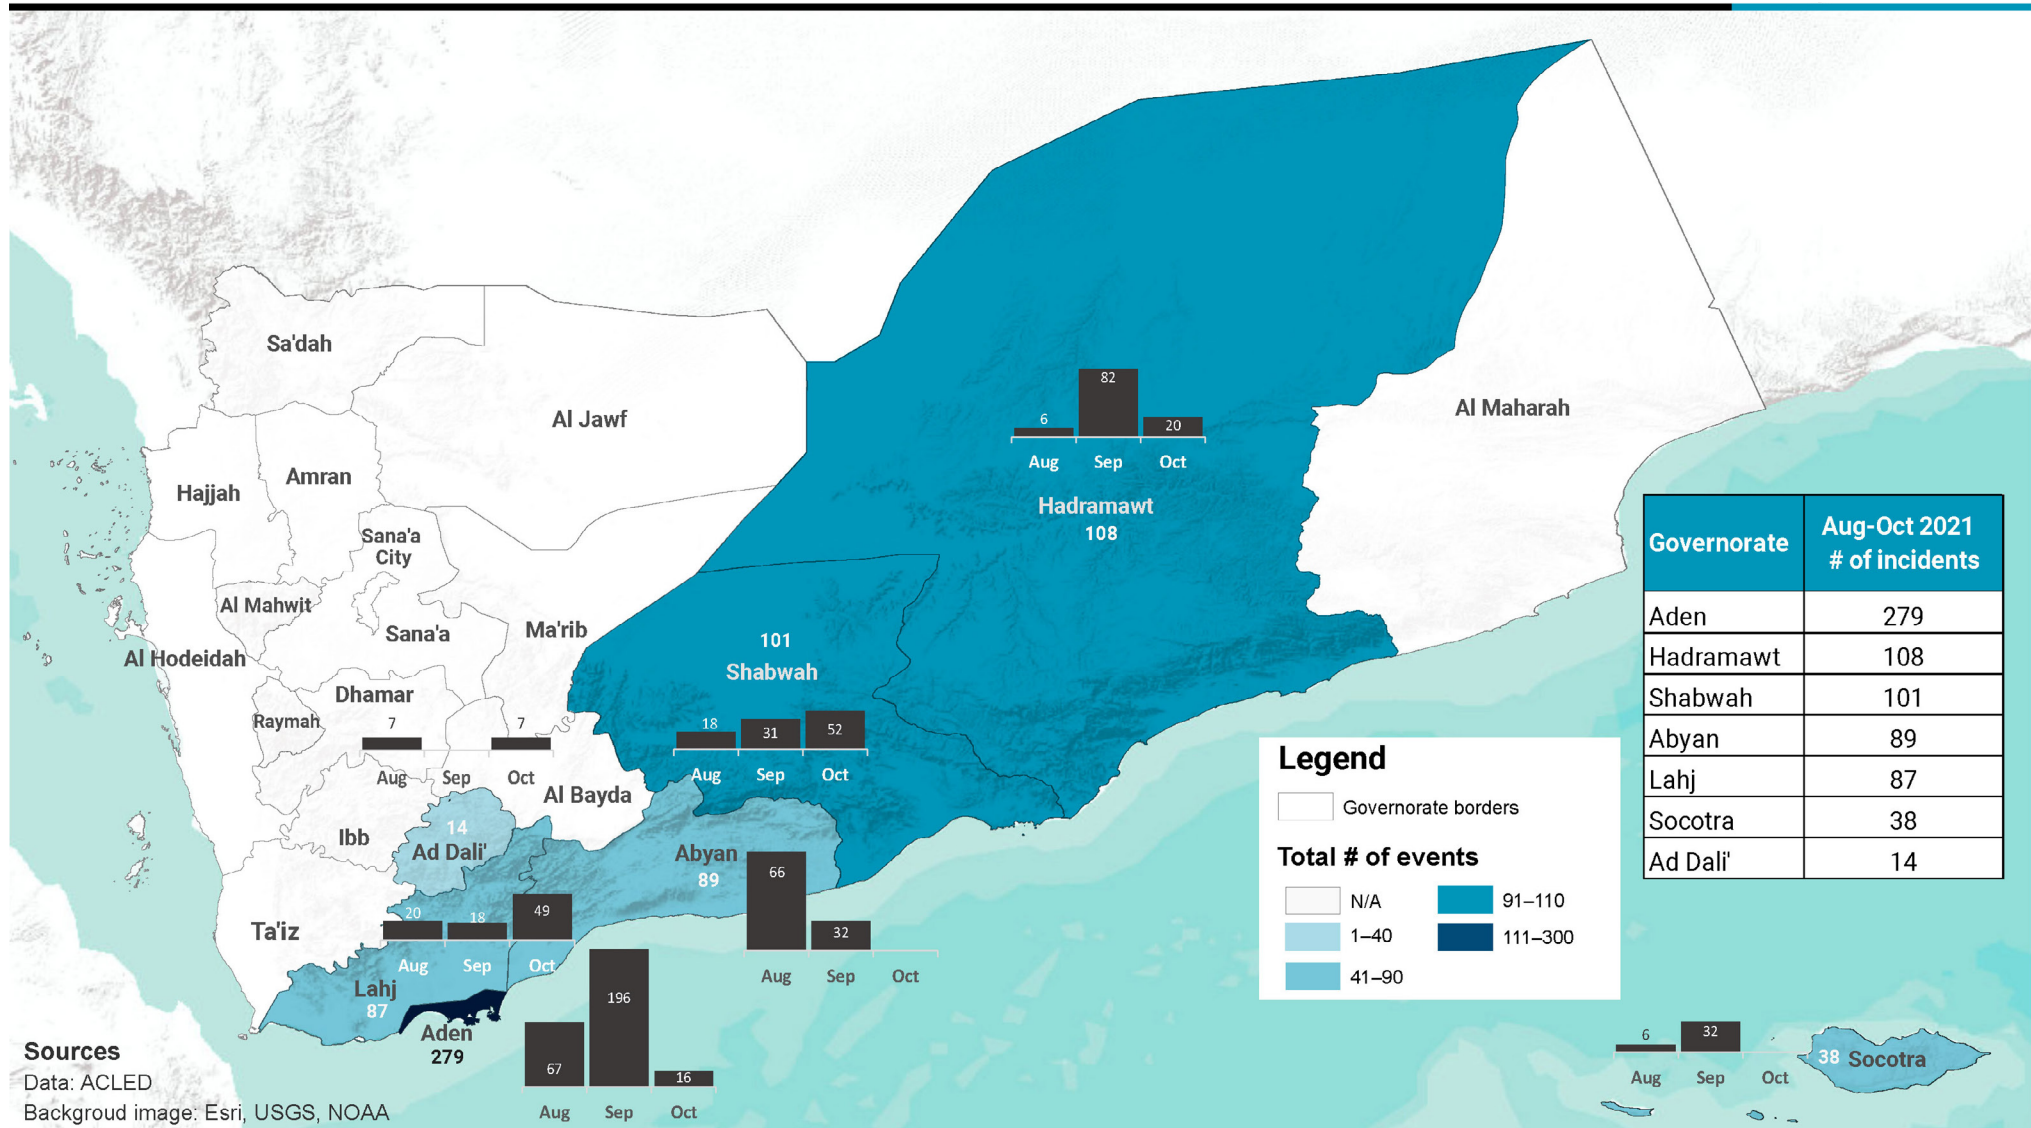 Sa'dah
Al Jawf
Al Maharah
Hajjah
Amran
Sana'a
City
Al Mahwit
Sana'a
Ma'rib
Al Hodeidah
Dhamar
Raymah
7
7
Aug
Sep
Oct
Al Bayda
Ibb
Ta'iz
6
82
20
Aug
Sep
Oct
Hadramawt
108
101
Shabwah
18
31
52
Aug
Sep
Oct
14
Ad Dali'
Abyan
89
66
32
Aug
Sep
Oct
20
18
49
Aug
Sep
Oct
Lahj
87
Aden
279
67
196
16
Aug
Sep
Oct
6
32
Aug
Sep
Oct
38
Socotra
Governorate
Aug-Oct 2021
# of incidents
Aden 279
Hadramawt 108
Shabwah 101
Abyan 89
Lahj 87
Socotra 38
Ad Dali' 14
Legend
Governorate borders
Total # of events
N/A
1–40
41–90
91–110
111–300
Sources
Data: ACLED
Backgroud image: Esri, USGS, NOAA